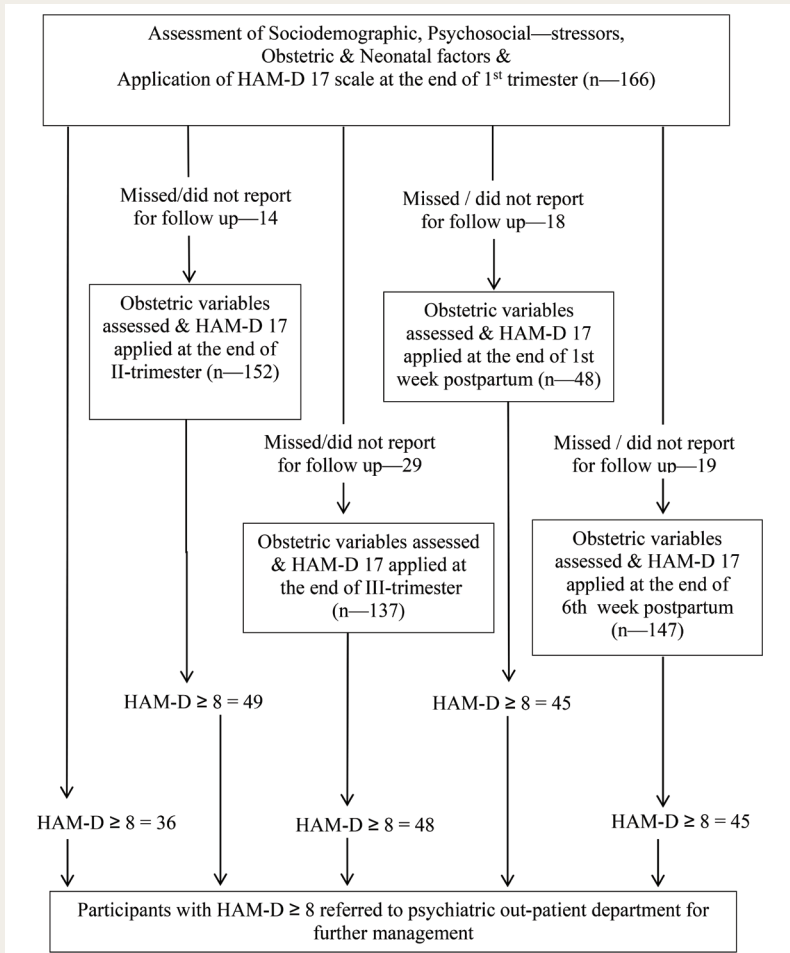 Assessment of Sociodemographic, Psychosocial—stressors,
Obstetric & Neonatal factors &
Application of HAM-D 17 scale at the end of 1st trimester (n—166)
Missed/did not report
for follow up—14
Missed / did not report
for follow up—18
Obstetric variables
assessed & HAM-D 17
applied at the end of
II-trimester (n—152)
Obstetric variables
assessed & HAM-D 17
applied at the end of 1st
week postpartum (n—48)
Missed/did not report
for follow up—29
Missed / did not report
for follow up—19
Obstetric variables assessed
& HAM-D 17 applied at
the end of III-trimester
(n—137)
Obstetric variables
assessed & HAM-D 17
applied at the end of
6th week postpartum
(n—147)
HAM-D ≥ 8 = 49
HAM-D ≥ 8 = 45
HAM-D ≥ 8 = 36
HAM-D ≥ 8 = 48
HAM-D ≥ 8 = 45
Participants with HAM-D ≥ 8 referred to psychiatric out-patient department for
further management